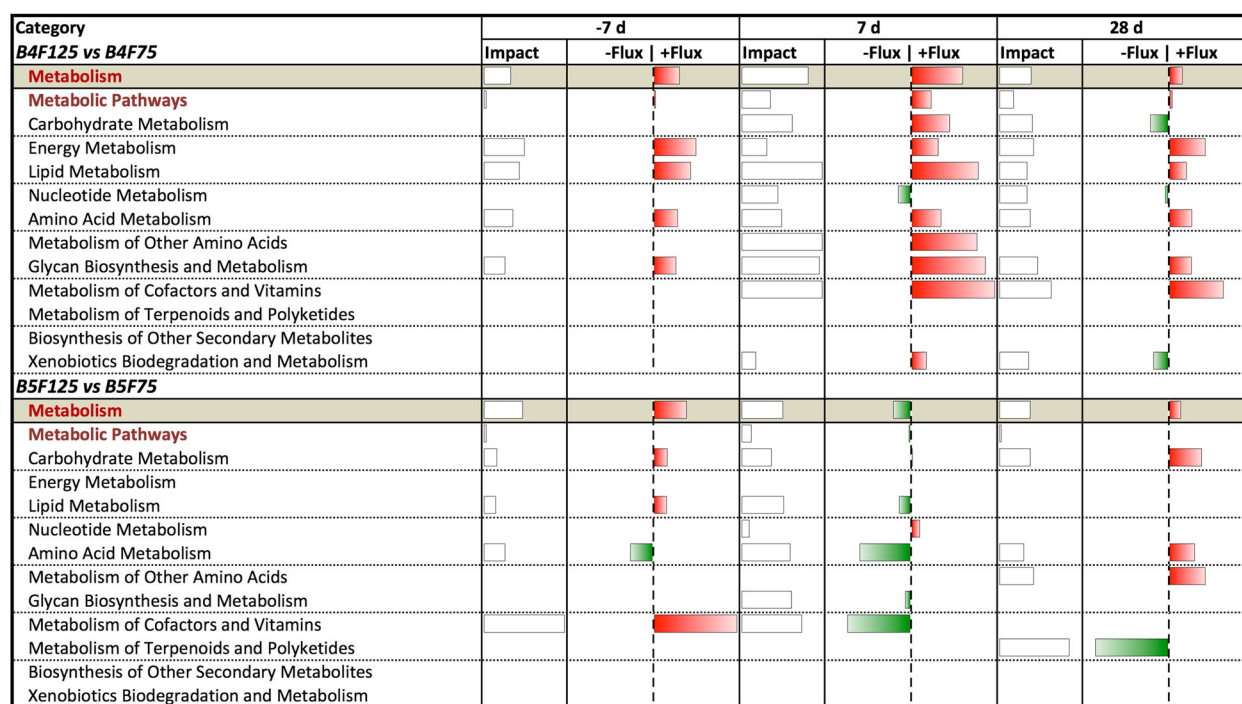 Category -7 d 7 d 28 d
B4F125 vs B4F75 Impact -Flux | +Flux Impact -Flux | +Flux Impact -Flux | +Flux
Metabolism
Metabolic Pathways
Carbohydrate Metabolism
Energy Metabolism
Lipid Metabolism
Nucleotide Metabolism
Amino Acid Metabolism
Metabolism of Other Amino Acids
Glycan Biosynthesis and Metabolism
Metabolism of Cofactors and Vitamins
Metabolism of Terpenoids and Polyketides
Biosynthesis of Other Secondary Metabolites
Xenobiotics Biodegradation and Metabolism
B5F125 vs B5F75
Metabolism
Metabolic Pathways
Carbohydrate Metabolism
Energy Metabolism
Lipid Metabolism
Nucleotide Metabolism
Amino Acid Metabolism
Metabolism of Other Amino Acids
Glycan Biosynthesis and Metabolism
Metabolism of Cofactors and Vitamins
Metabolism of Terpenoids and Polyketides
Biosynthesis of Other Secondary Metabolites
Xenobiotics Biodegradation and Metabolism